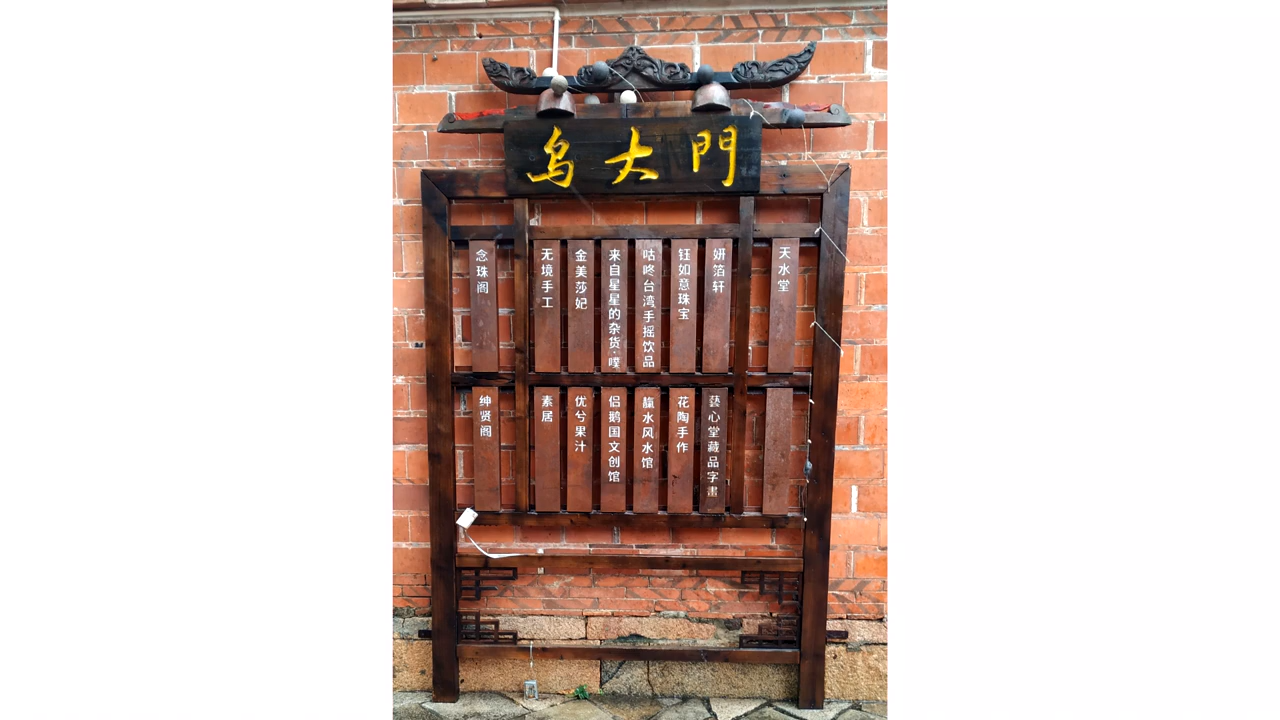 乌大門
念珠阁
无境手工
金美莎妃
来自星星的杂货·噗
咕咚台湾手摇饮品
钰如意珠宝
妍箔轩
天水堂
绅贤阁
素居
优兮果汁
侣鹅国文创馆
瀛水风水馆
花陶手作
藝心堂藏品字畫